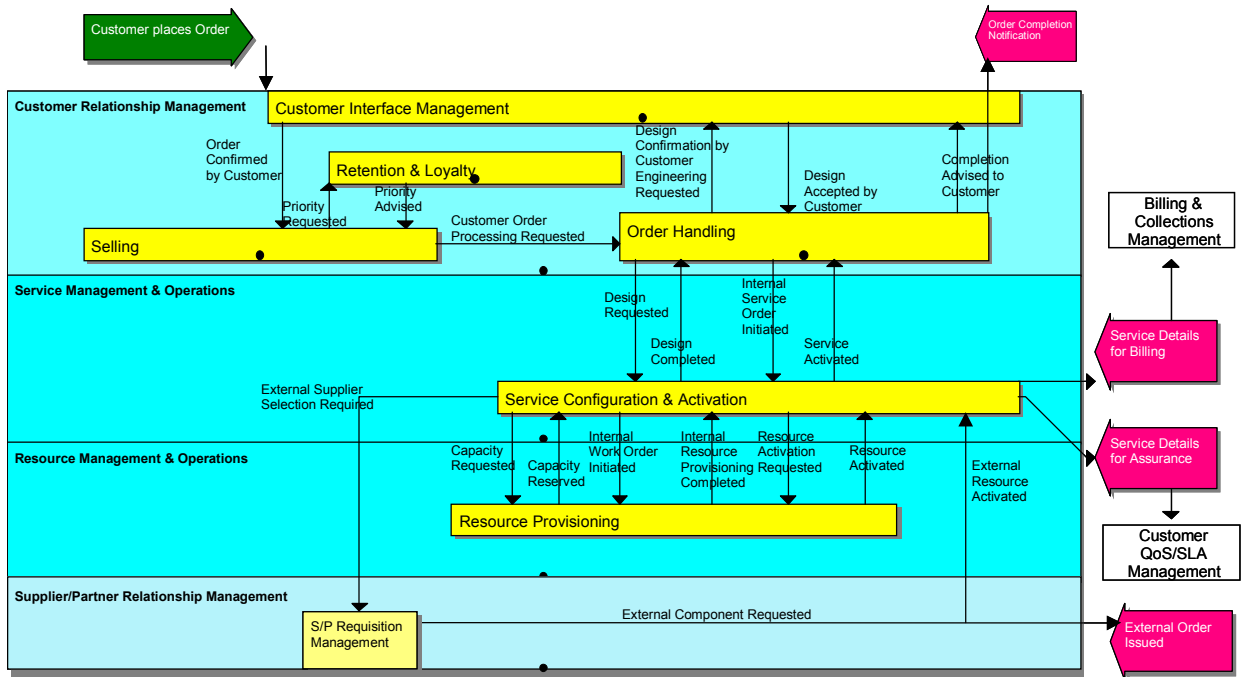 Customer places Order
Order Completion
Notification
Customer Relationship Management
Customer Interface Management
Order
Confirmed
by Customer
Retention & Loyalty
Design
Confirmation by
Customer
Engineering
Requested
Design
Accepted by
Customer
Completion
Advised to
Customer
Priority
Requested
Priority
Advised
Customer Order
Processing Requested
Selling
Order Handling
Billing &
Collections
Management
Service Management & Operations
Design
Requested
Design
Completed
Internal
Service
Order
Initiated
Service
Activated
Service Details
for Billing
External Supplier
Selection Required
Service Configuration & Activation
Resource Management & Operations
Capacity
Requested
Capacity
Reserved
Internal
Work Order
Initiated
Internal
Resource
Provisioning
Completed
Resource
Activation
Requested
Resource
Activated
External
Resource
Activated
Service Details
for Assurance
Resource Provisioning
Customer
QoS/SLA
Management
Supplier/Partner Relationship Management
S/P Requisition
Management
External Component Requested
External Order
Issued